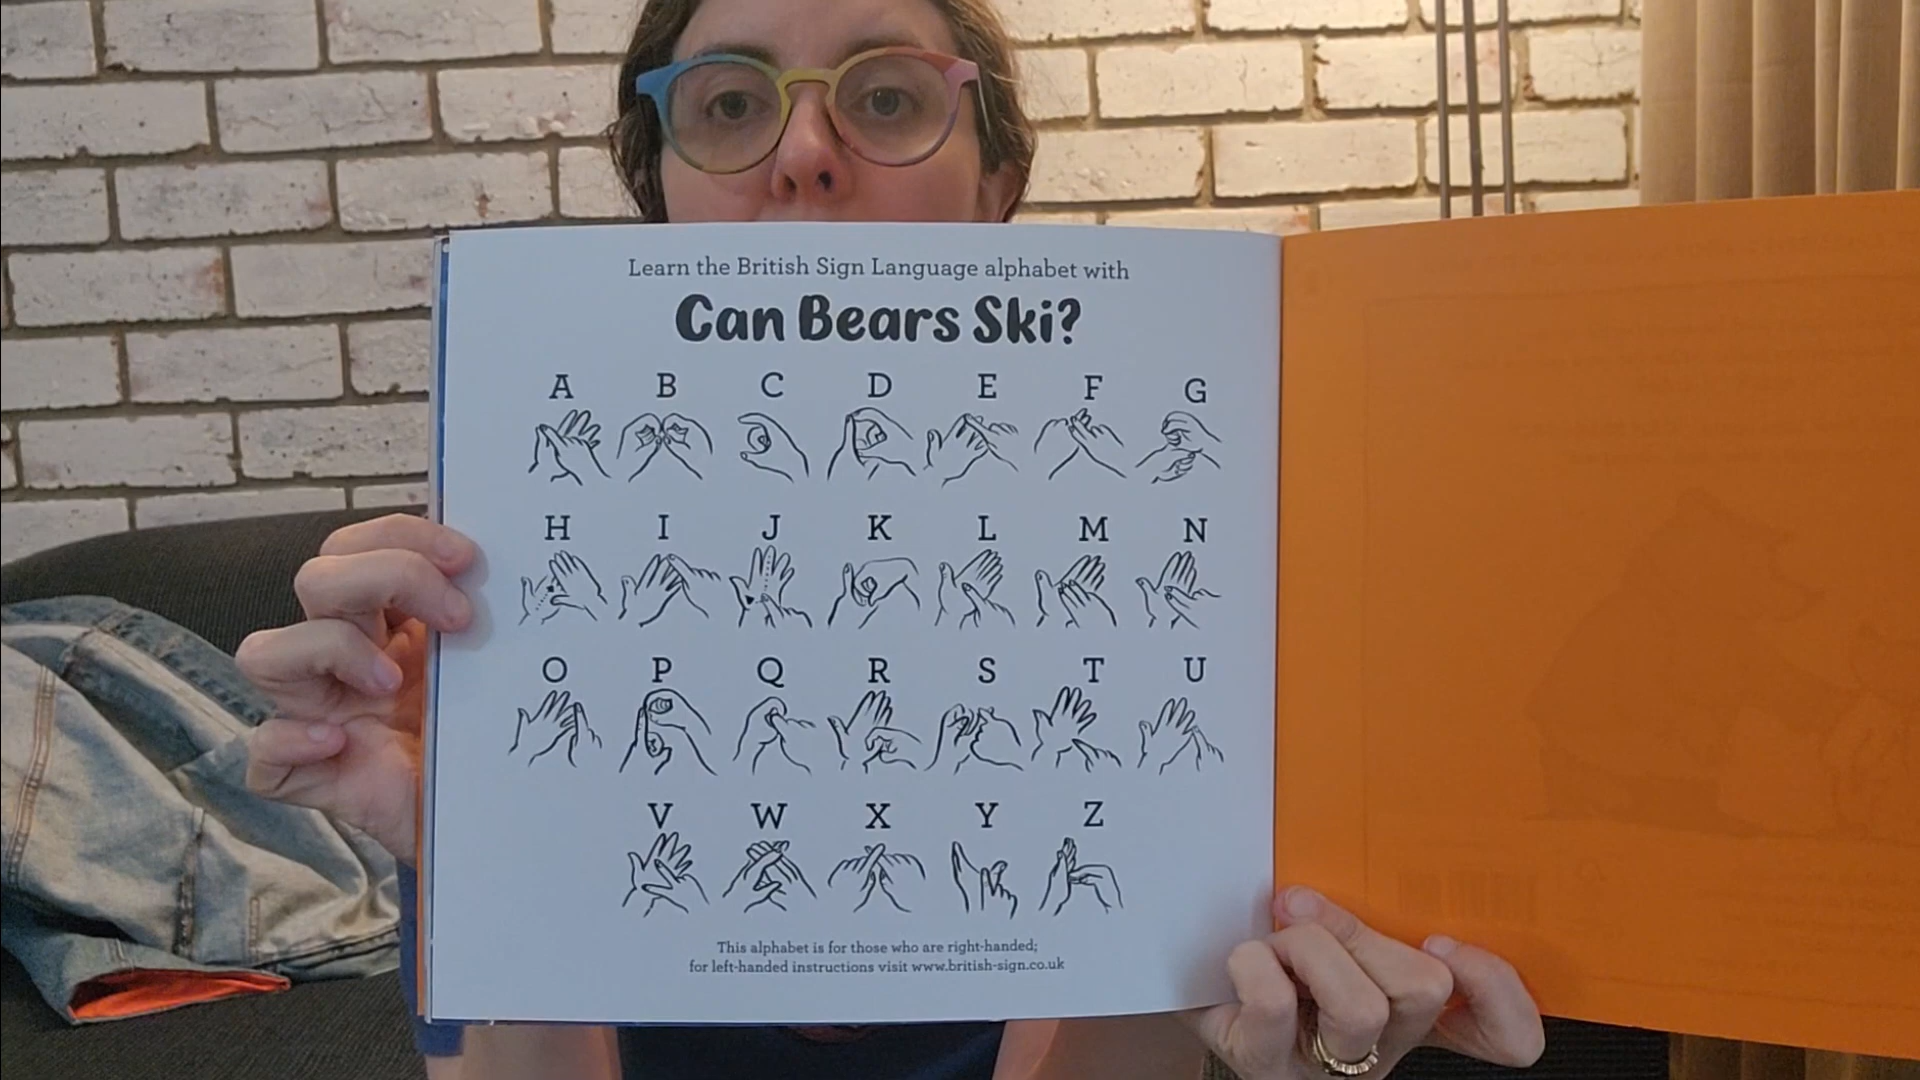 Learn the British Sign Language alphabet with
Can Bears Ski?
A B C D E F G
H I J K L M N
O P Q R S T U
V W X Y Z
This alphabet is for those who are right-handed;
for left-handed instructions visit www.british-sign.co.uk